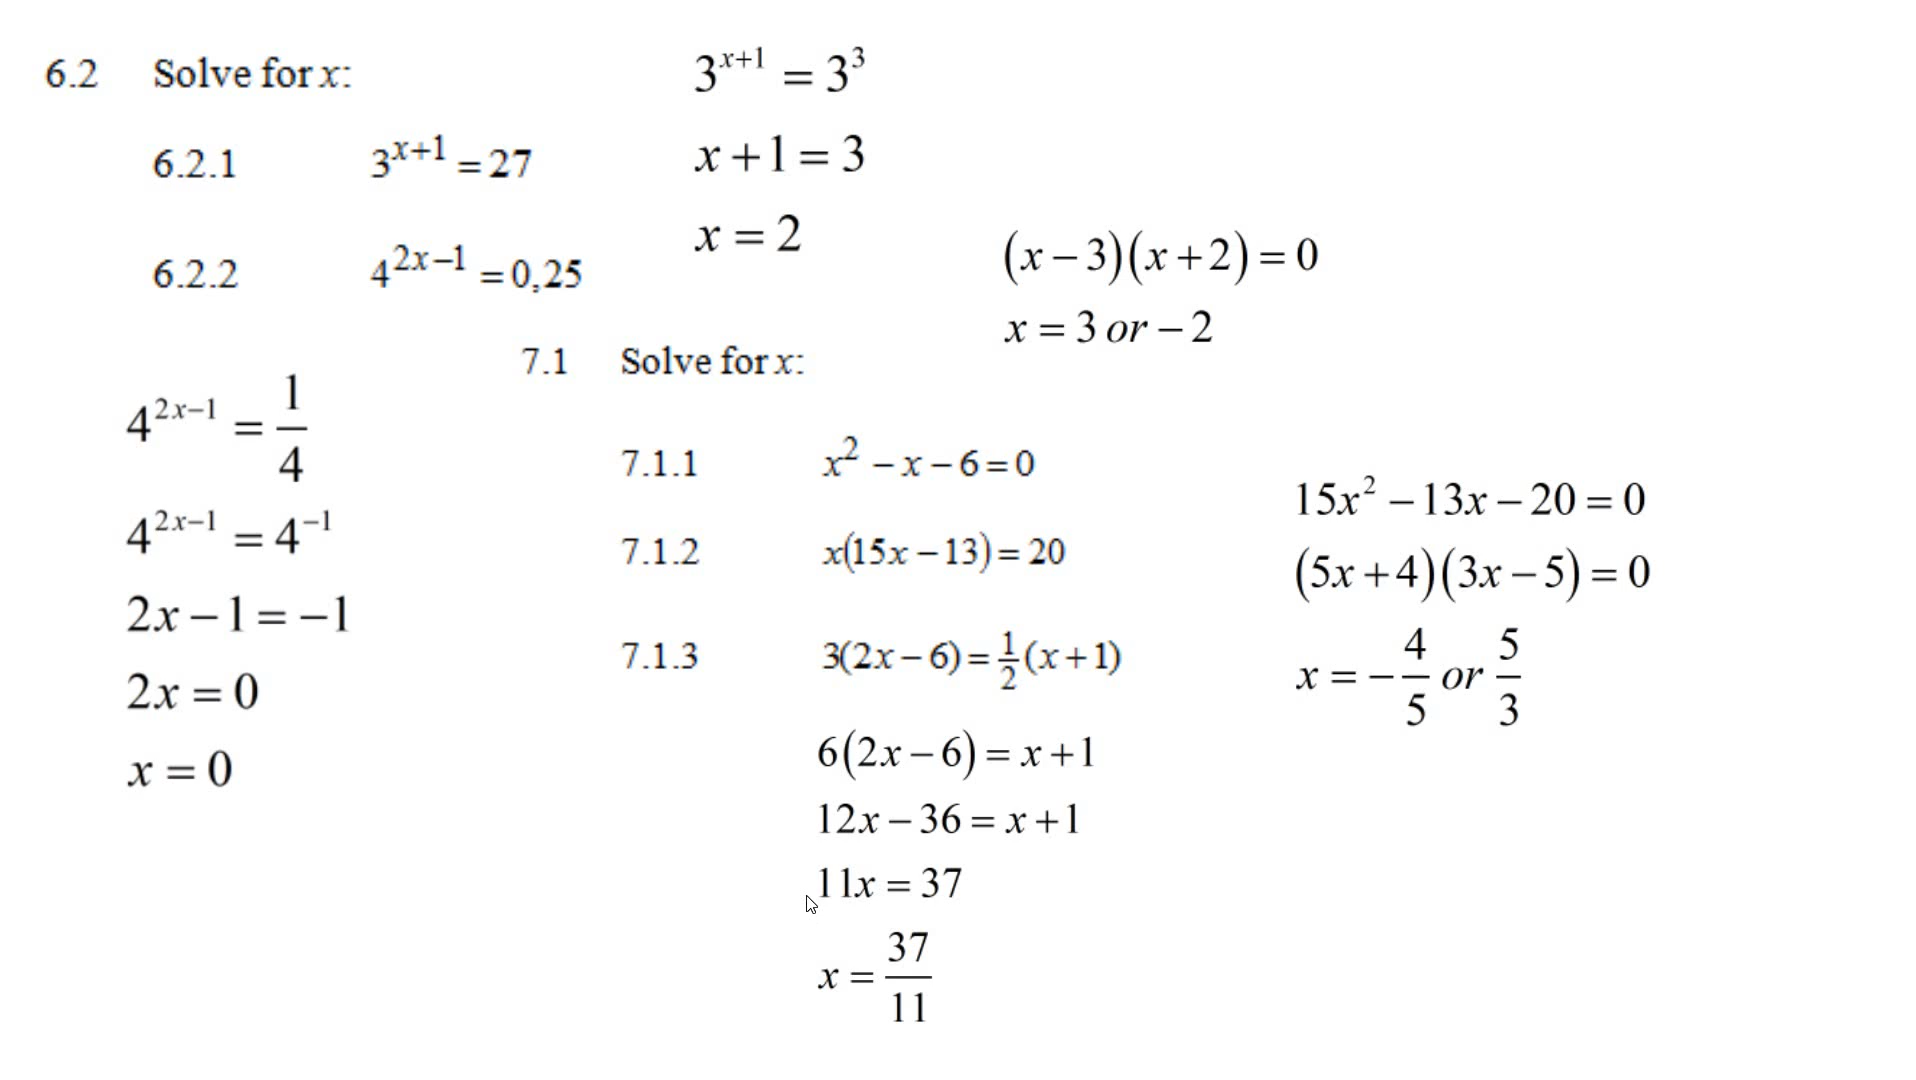 6.2 Solve for x:
6.2.1 3^{x+1} = 27
6.2.2 4^{2x–1} = 0,25
3^{x+1} = 3^3
x + 1 = 3
x = 2
4^{2x−1} = 1/4
4^{2x−1} = 4^{−1}
2x − 1 = −1
2x = 0
x = 0
7.1 Solve for x:
7.1.1 x^2 − x − 6 = 0
(x − 3)(x + 2) = 0
x = 3 or − 2
7.1.2 x(15x − 13) = 20
15x^2 − 13x − 20 = 0
(5x + 4)(3x − 5) = 0
x = −4/5 or 5/3
7.1.3 3(2x − 6) = 1/2 (x + 1)
6(2x − 6) = x + 1
12x − 36 = x + 1
11x = 37
x = 37/11